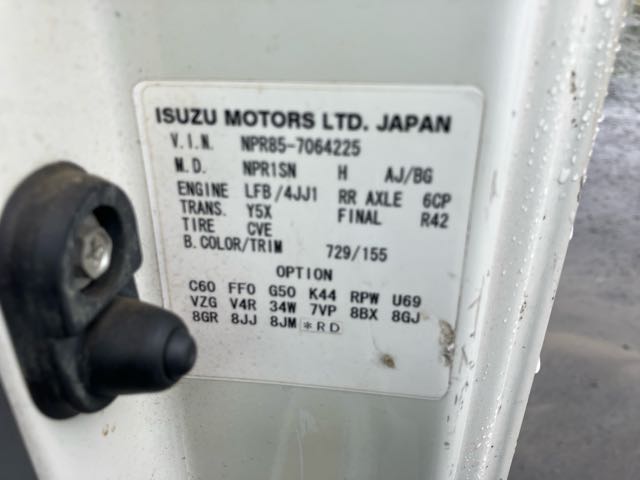 ISUZU MOTORS LTD. JAPAN
V.I.N. NPR85-7064225
M.D. NPR1SN H AJ/BG
ENGINE LFB/4JJ1 RR AXLE 6CP
TRANS. Y5X FINAL R42
TIRE CVE
B.COLOR/TRIM 729/155
OPTION
C60 FF0 G50 K44 RPW U69
VZG V4R 34W 7VP 8BX 8GJ
8GR 8JJ 8JM *RD